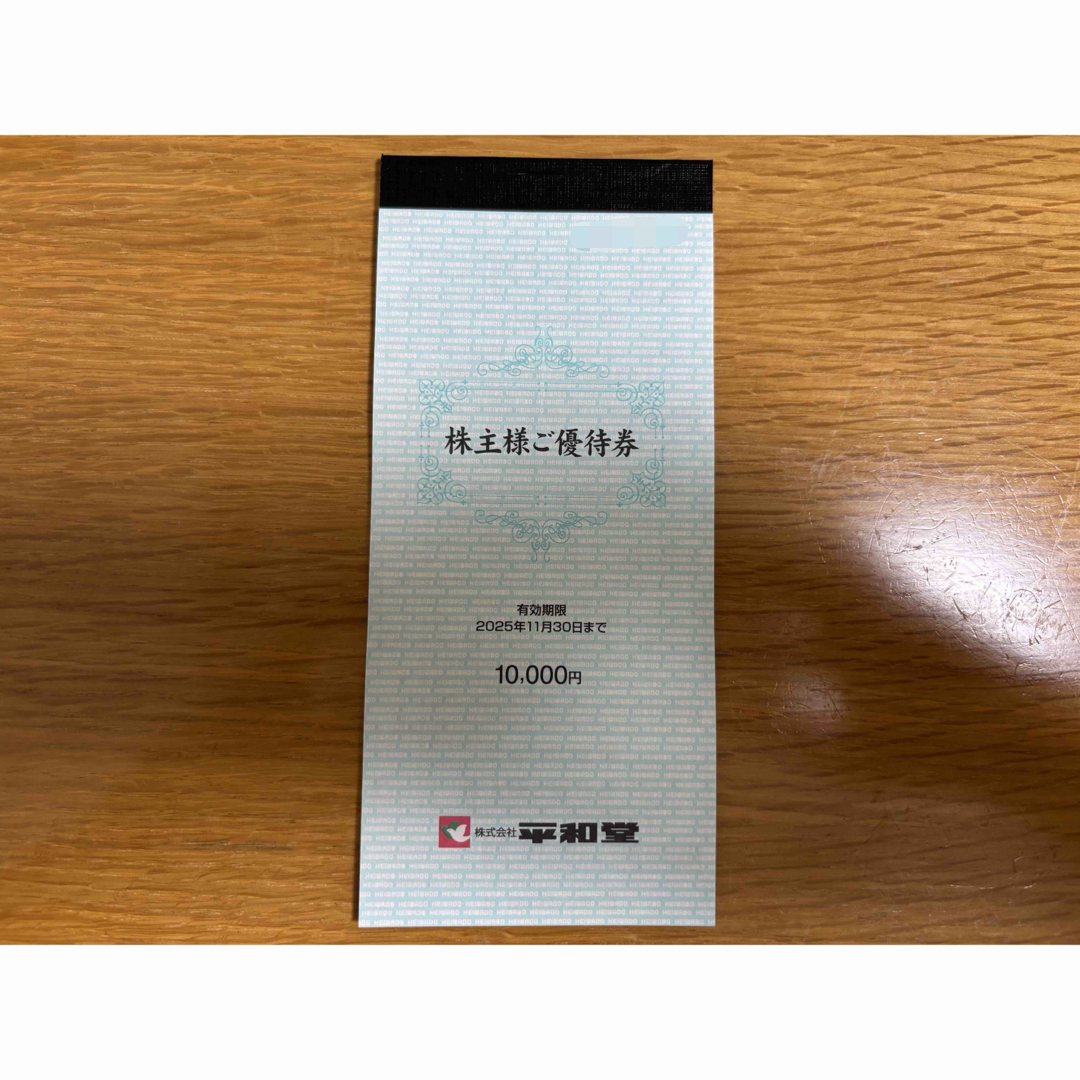 株主様ご優待券
有効期限
2025年11月30日まで
10,000円
株式会社 平和堂